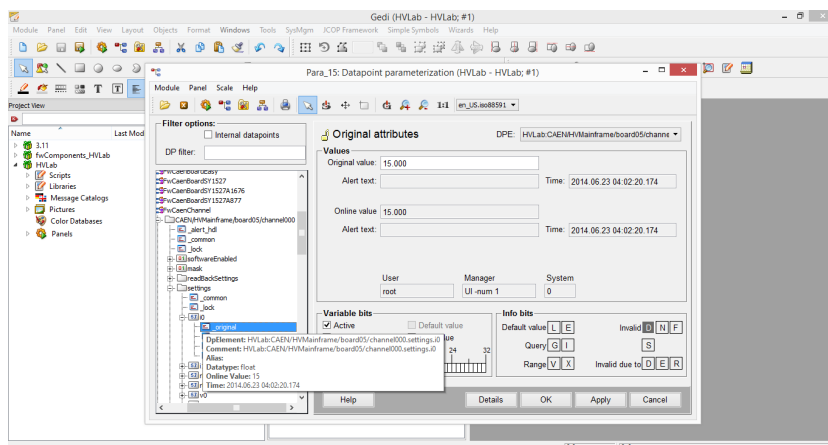 Gedi (HVLab - HVLab; #1)
Module Panel Edit View Layout Objects Format Windows Tools SysMgm JCOP Framework Simple Symbols Wizards Help
Para_15: Datapoint parameterization (HVLab - HVLab; #1)
Module Panel Scale Help
1:1 en_US.iso88591
Project View
Name Last Mod
3.11
fwComponents_HVLab
HVLab
Scripts
Libraries
Message Catalogs
Pictures
Color Databases
Panels
Filter options:
Internal datapoints
DP filter:
FwCaenBoardEasy
FwCaenBoardSY1527
FwCaenBoardSY1527A1676
FwCaenBoardSY1527A877
FwCaenChannel
CAEN/HVMainframe/board05/channel000
_alert_hdl
_common
_lock
softwareEnabled
mask
readBackSettings
settings
_common
_lock
i0
_original
v0
DpElement: HVLab:CAEN/HVMainframe/board05/channel000.settings.i0
Comment: HVLab:CAEN/HVMainframe/board05/channel000.settings.i0
Alias:
Datatype: float
Online Value: 15
Time: 2014.06.23 04:02:20.174
Original attributes DPE: HVLab:CAEN/HVMainframe/board05/channe
Values
Original value: 15.000
Alert text: Time: 2014.06.23 04:02:20.174
Online value 15.000
Alert text: Time: 2014.06.23 04:02:20.174
User Manager System
root UI -num 1 0
Variable bits
Active Default value
24 32
Info bits
Default value L E Invalid D N F
Query G I S
Range V X Invalid due to D E R
Help Details OK Apply Cancel